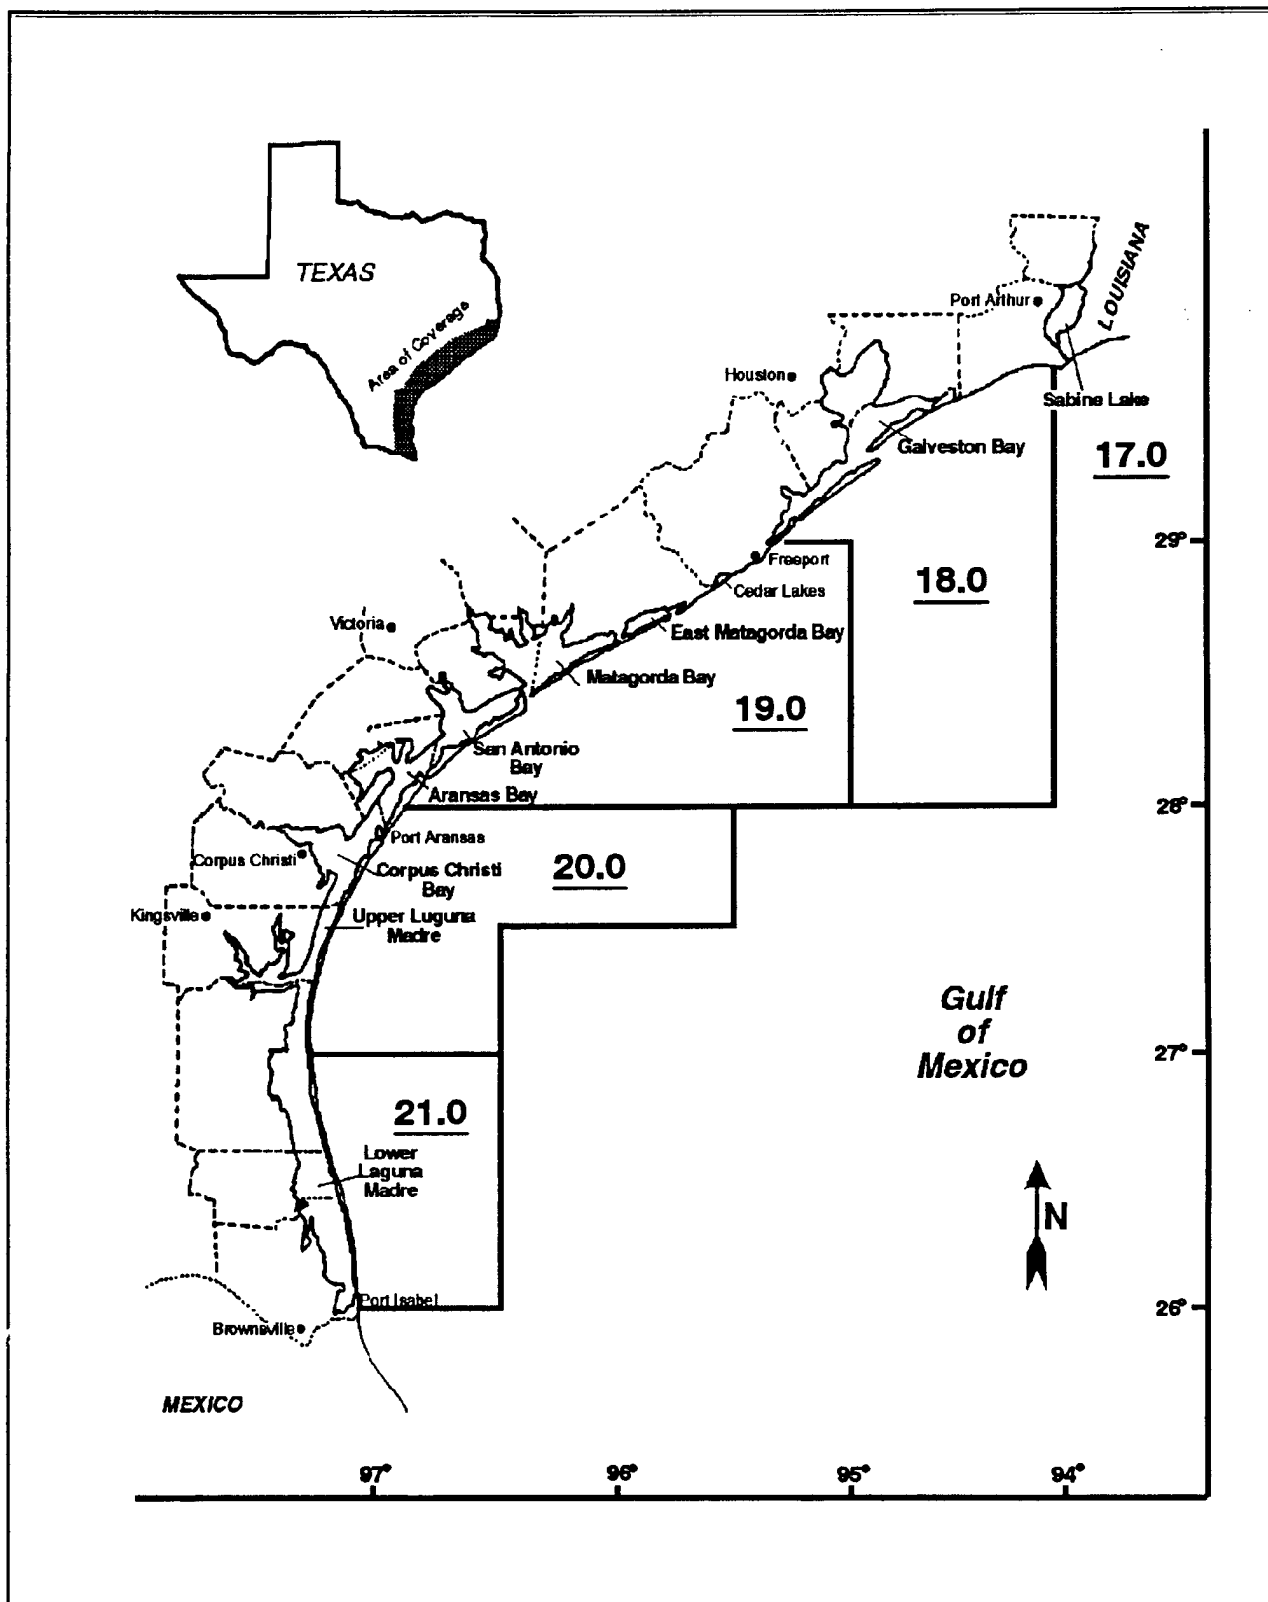 TEXAS
Area of Coverage
LOUISIANA
Port Arthur
Houston
Sabine Lake
Galveston Bay
17.0
29°
Freeport
18.0
Cedar Lakes
Victoria
East Matagorda Bay
Matagorda Bay
19.0
San Antonio
Bay
Aransas Bay
28°
Port Aransas
Corpus Christi
Corpus Christi
Bay
20.0
Kingsville
Upper Luguna
Madre
Gulf
of
Mexico
27°
21.0
Lower
Laguna
Madre
N
Port Isabel
26°
Brownsville
MEXICO
97°
96°
95°
94°